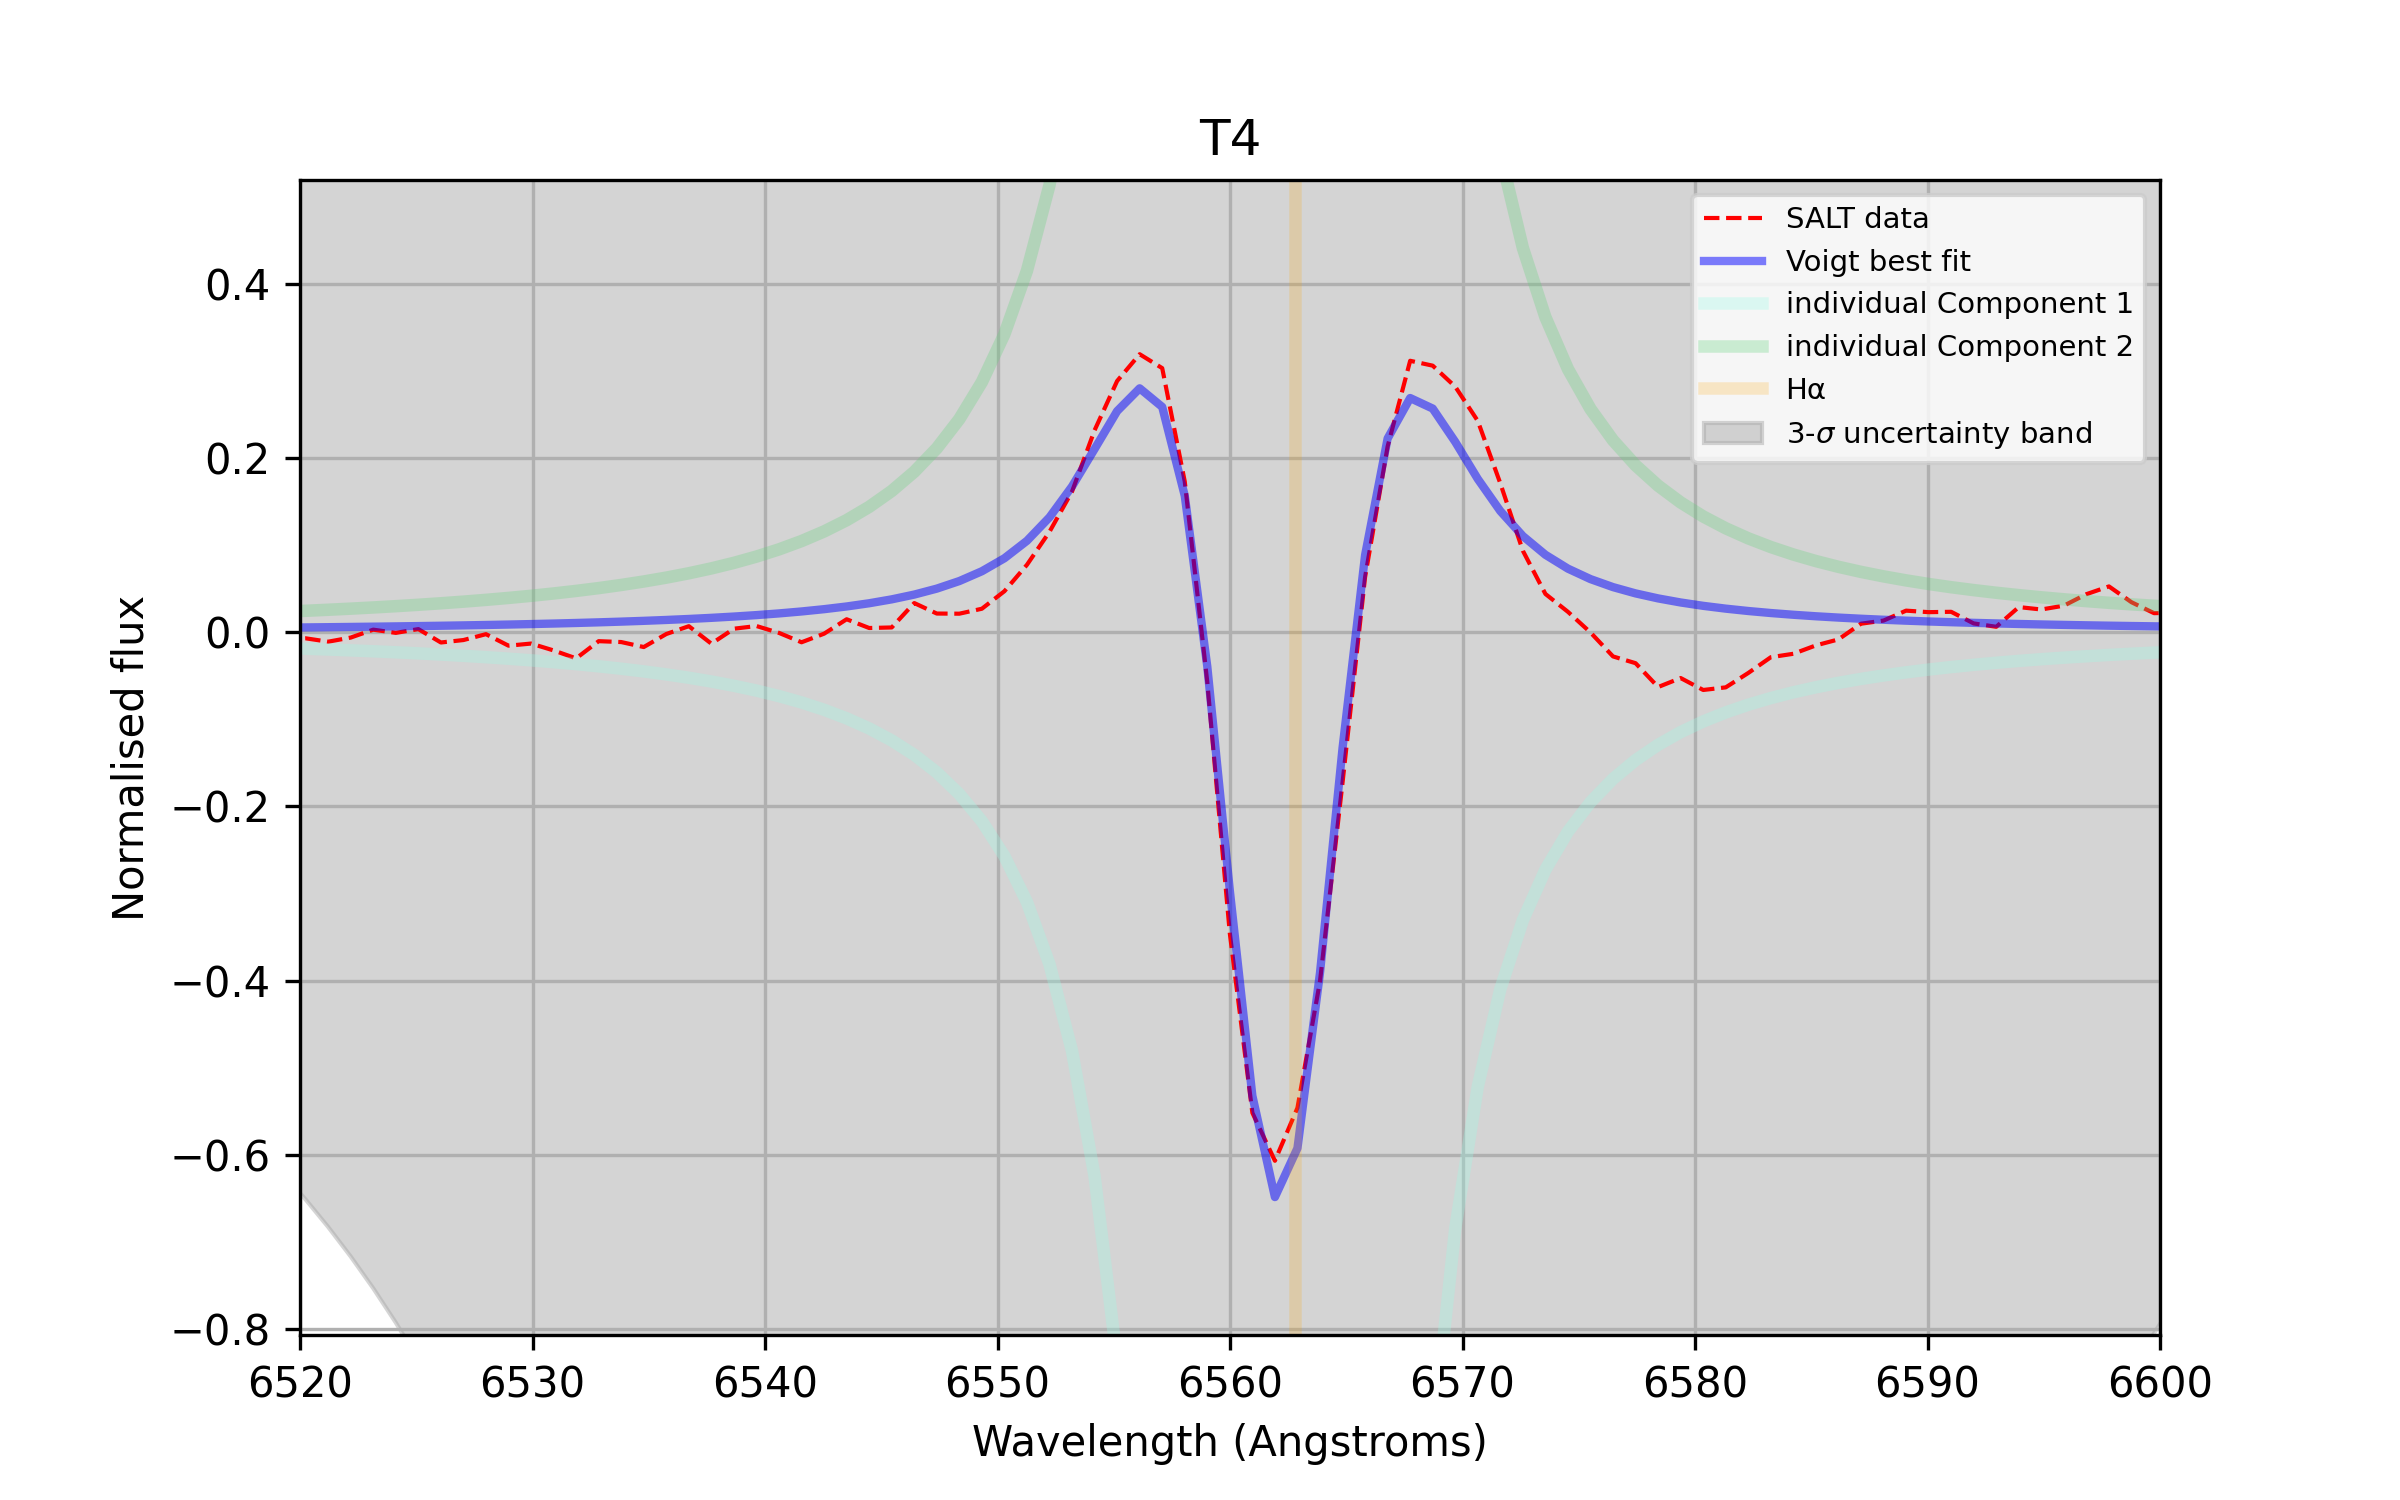 T4
SALT data
Voigt best fit
individual Component 1
individual Component 2
Hα
3-σ uncertainty band
0.4
0.2
0.0
−0.2
−0.4
−0.6
−0.8
Normalised flux
6520 6530 6540 6550 6560 6570 6580 6590 6600
Wavelength (Angstroms)